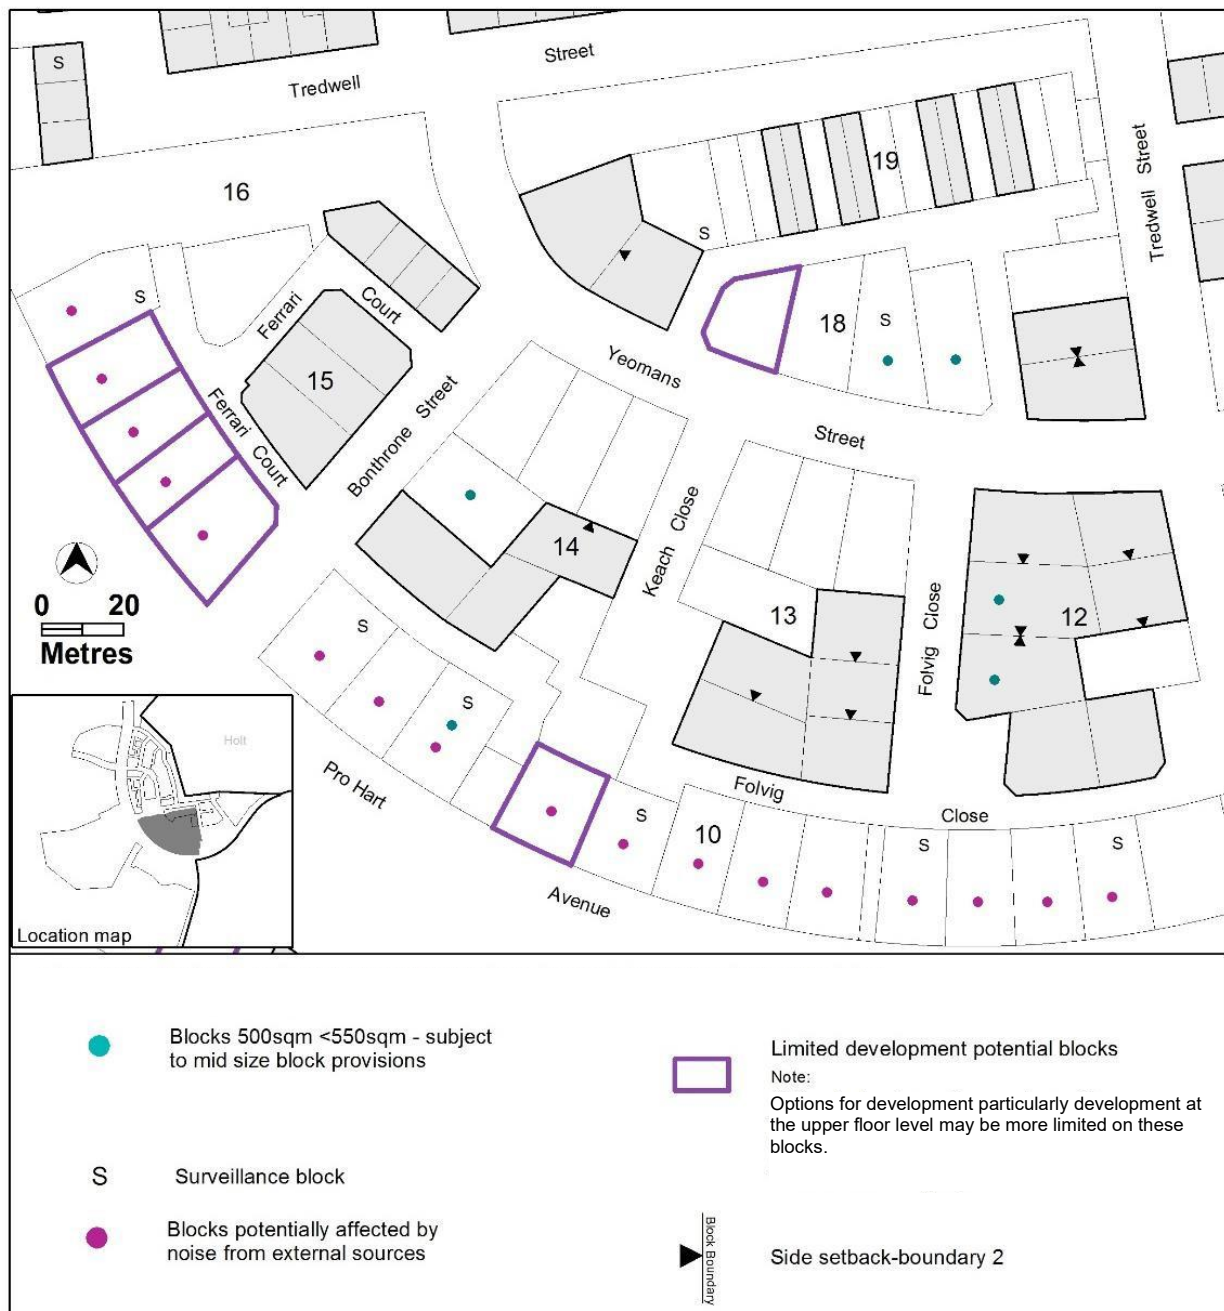 S
Tredwell
Street
16
19
Tredwell Street
S
S
Ferrari
Court
18
S
15
Yeomans
Ferrari Court
Bonthrone Street
Street
Keach Close
14
13
12
Folvig Close
0 20
Metres
S
S
Pro Hart
Folvig
Close
S
10
S
S
Avenue
Holt
Location map
Blocks 500sqm <550sqm - subject
to mid size block provisions
S Surveillance block
Blocks potentially affected by
noise from external sources
Limited development potential blocks
Note:
Options for development particularly development at
the upper floor level may be more limited on these
blocks.
Block Boundary
Side setback-boundary 2